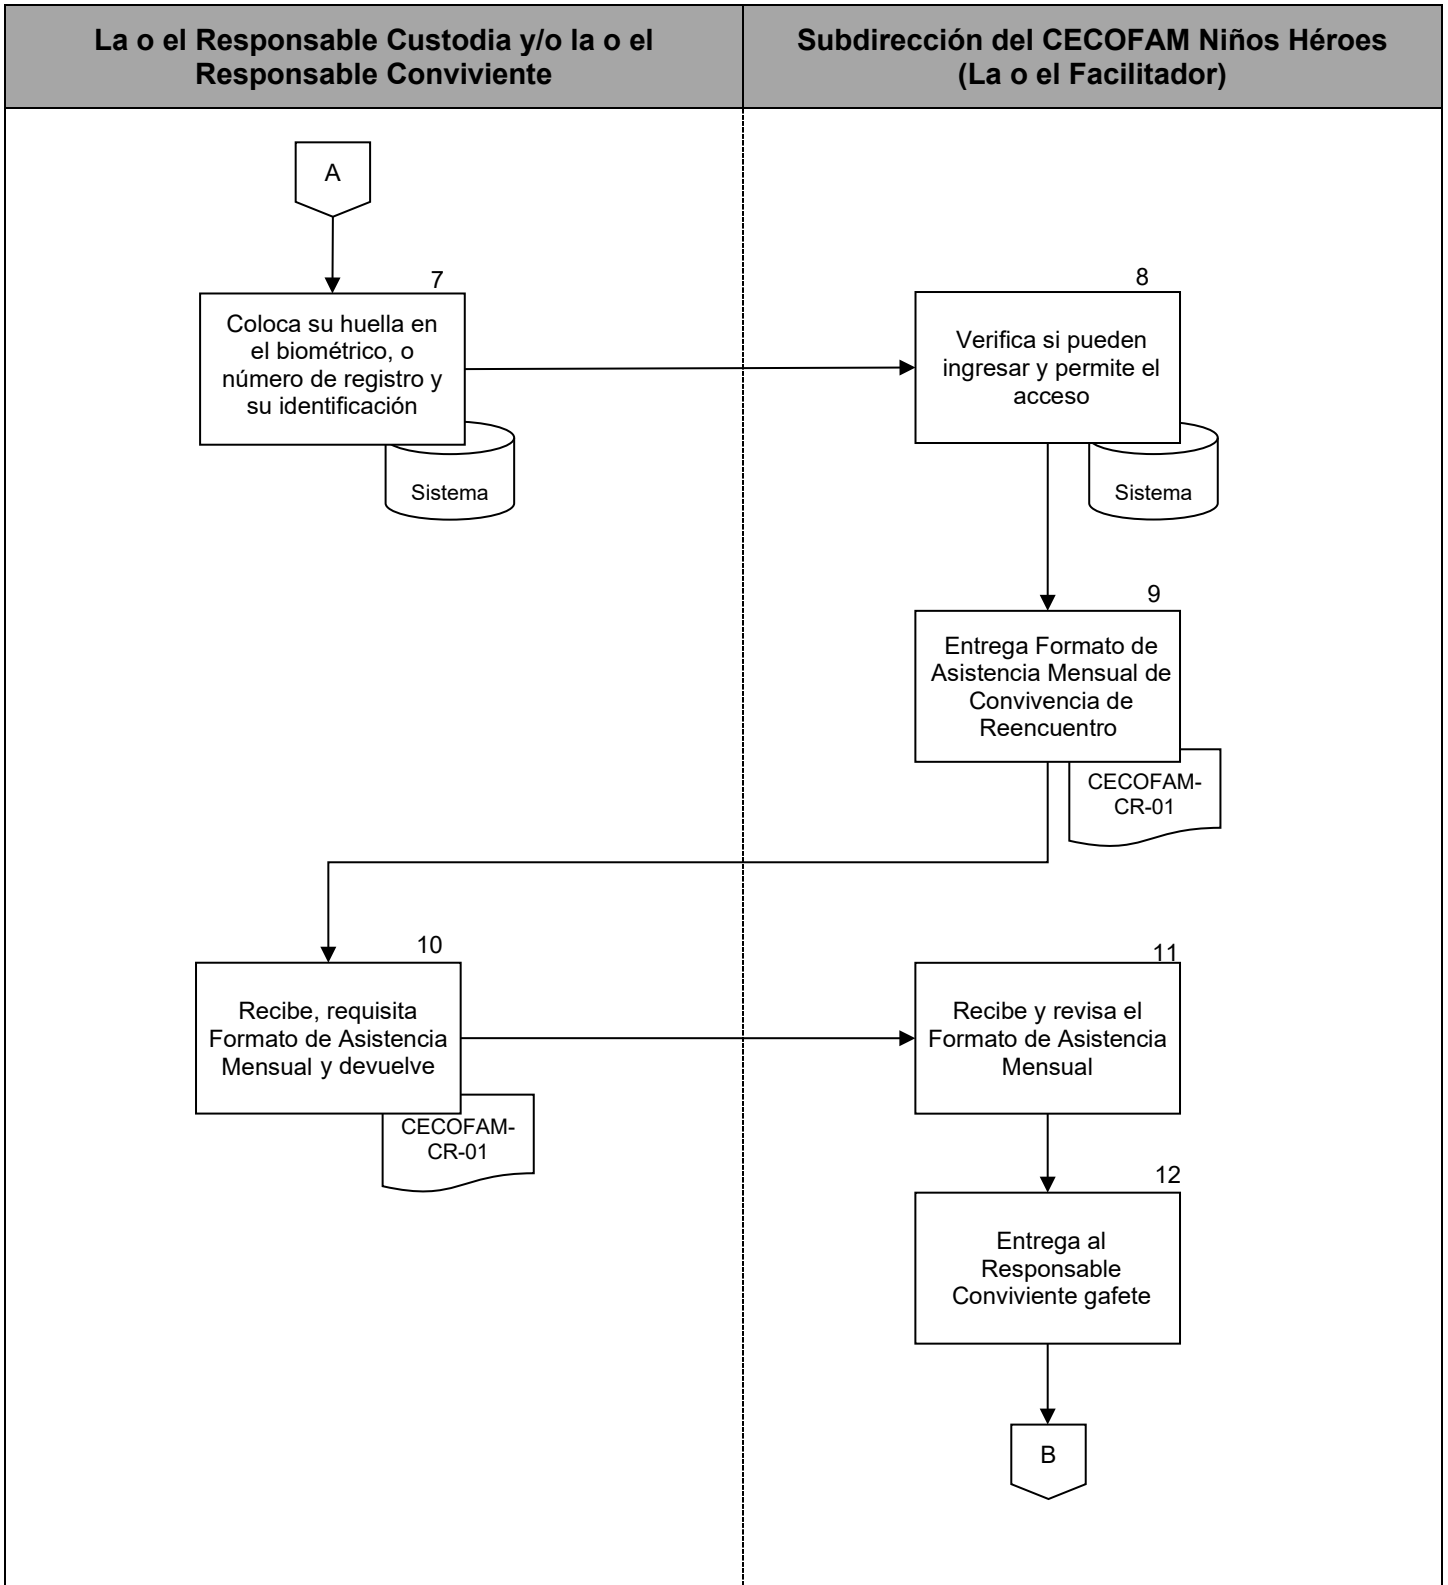 La o el Responsable Custodia y/o la o el
Responsable Conviviente
Subdirección del CECOFAM Niños Héroes
(La o el Facilitador)
A
7
Coloca su huella en
el biométrico, o
número de registro y
su identificación
Sistema
8
Verifica si pueden
ingresar y permite el
acceso
Sistema
9
Entrega Formato de
Asistencia Mensual de
Convivencia de
Reencuentro
CECOFAM-
CR-01
10
Recibe, requisita
Formato de Asistencia
Mensual y devuelve
CECOFAM-
CR-01
11
Recibe y revisa el
Formato de Asistencia
Mensual
12
Entrega al
Responsable
Conviviente gafete
B